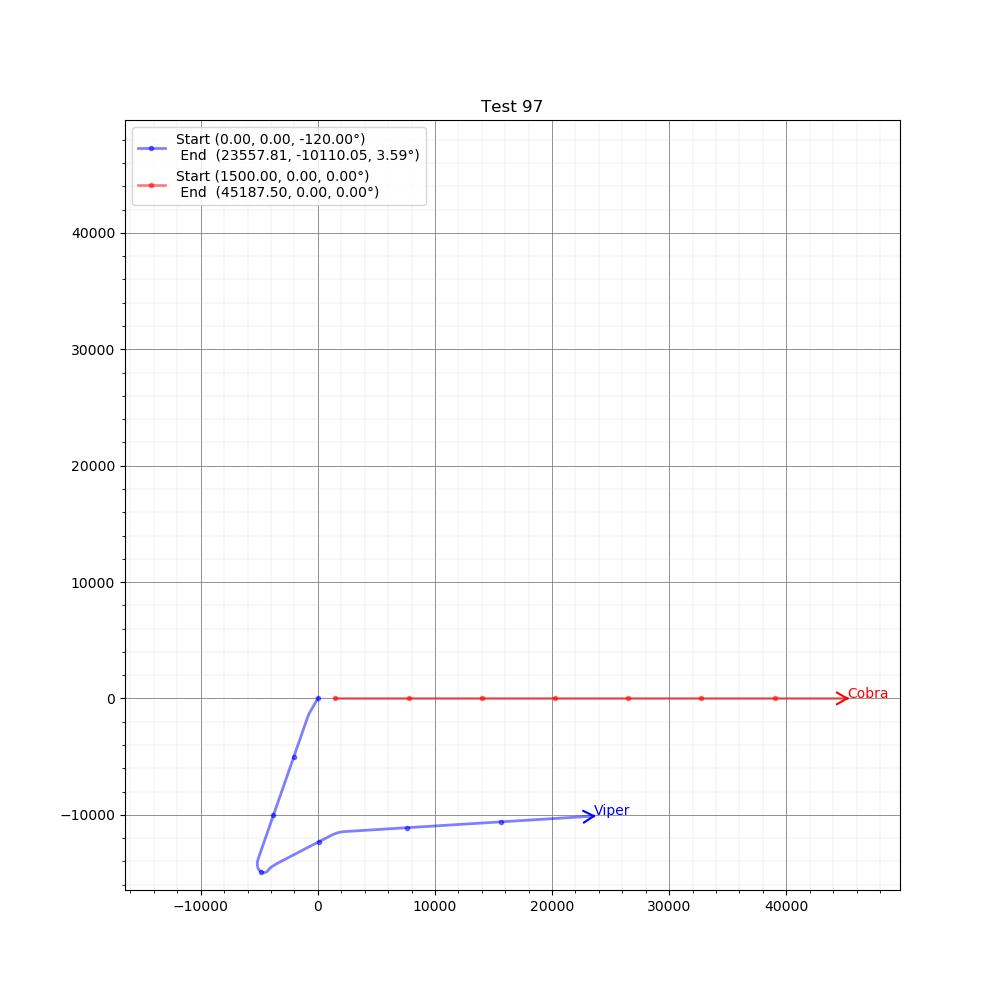 Test 97
Start (0.00, 0.00, -120.00°)
End  (23557.81, -10110.05, 3.59°)
Start (1500.00, 0.00, 0.00°)
End  (45187.50, 0.00, 0.00°)
40000
30000
20000
10000
0
−10000
Cobra
Viper
−10000
0
10000
20000
30000
40000